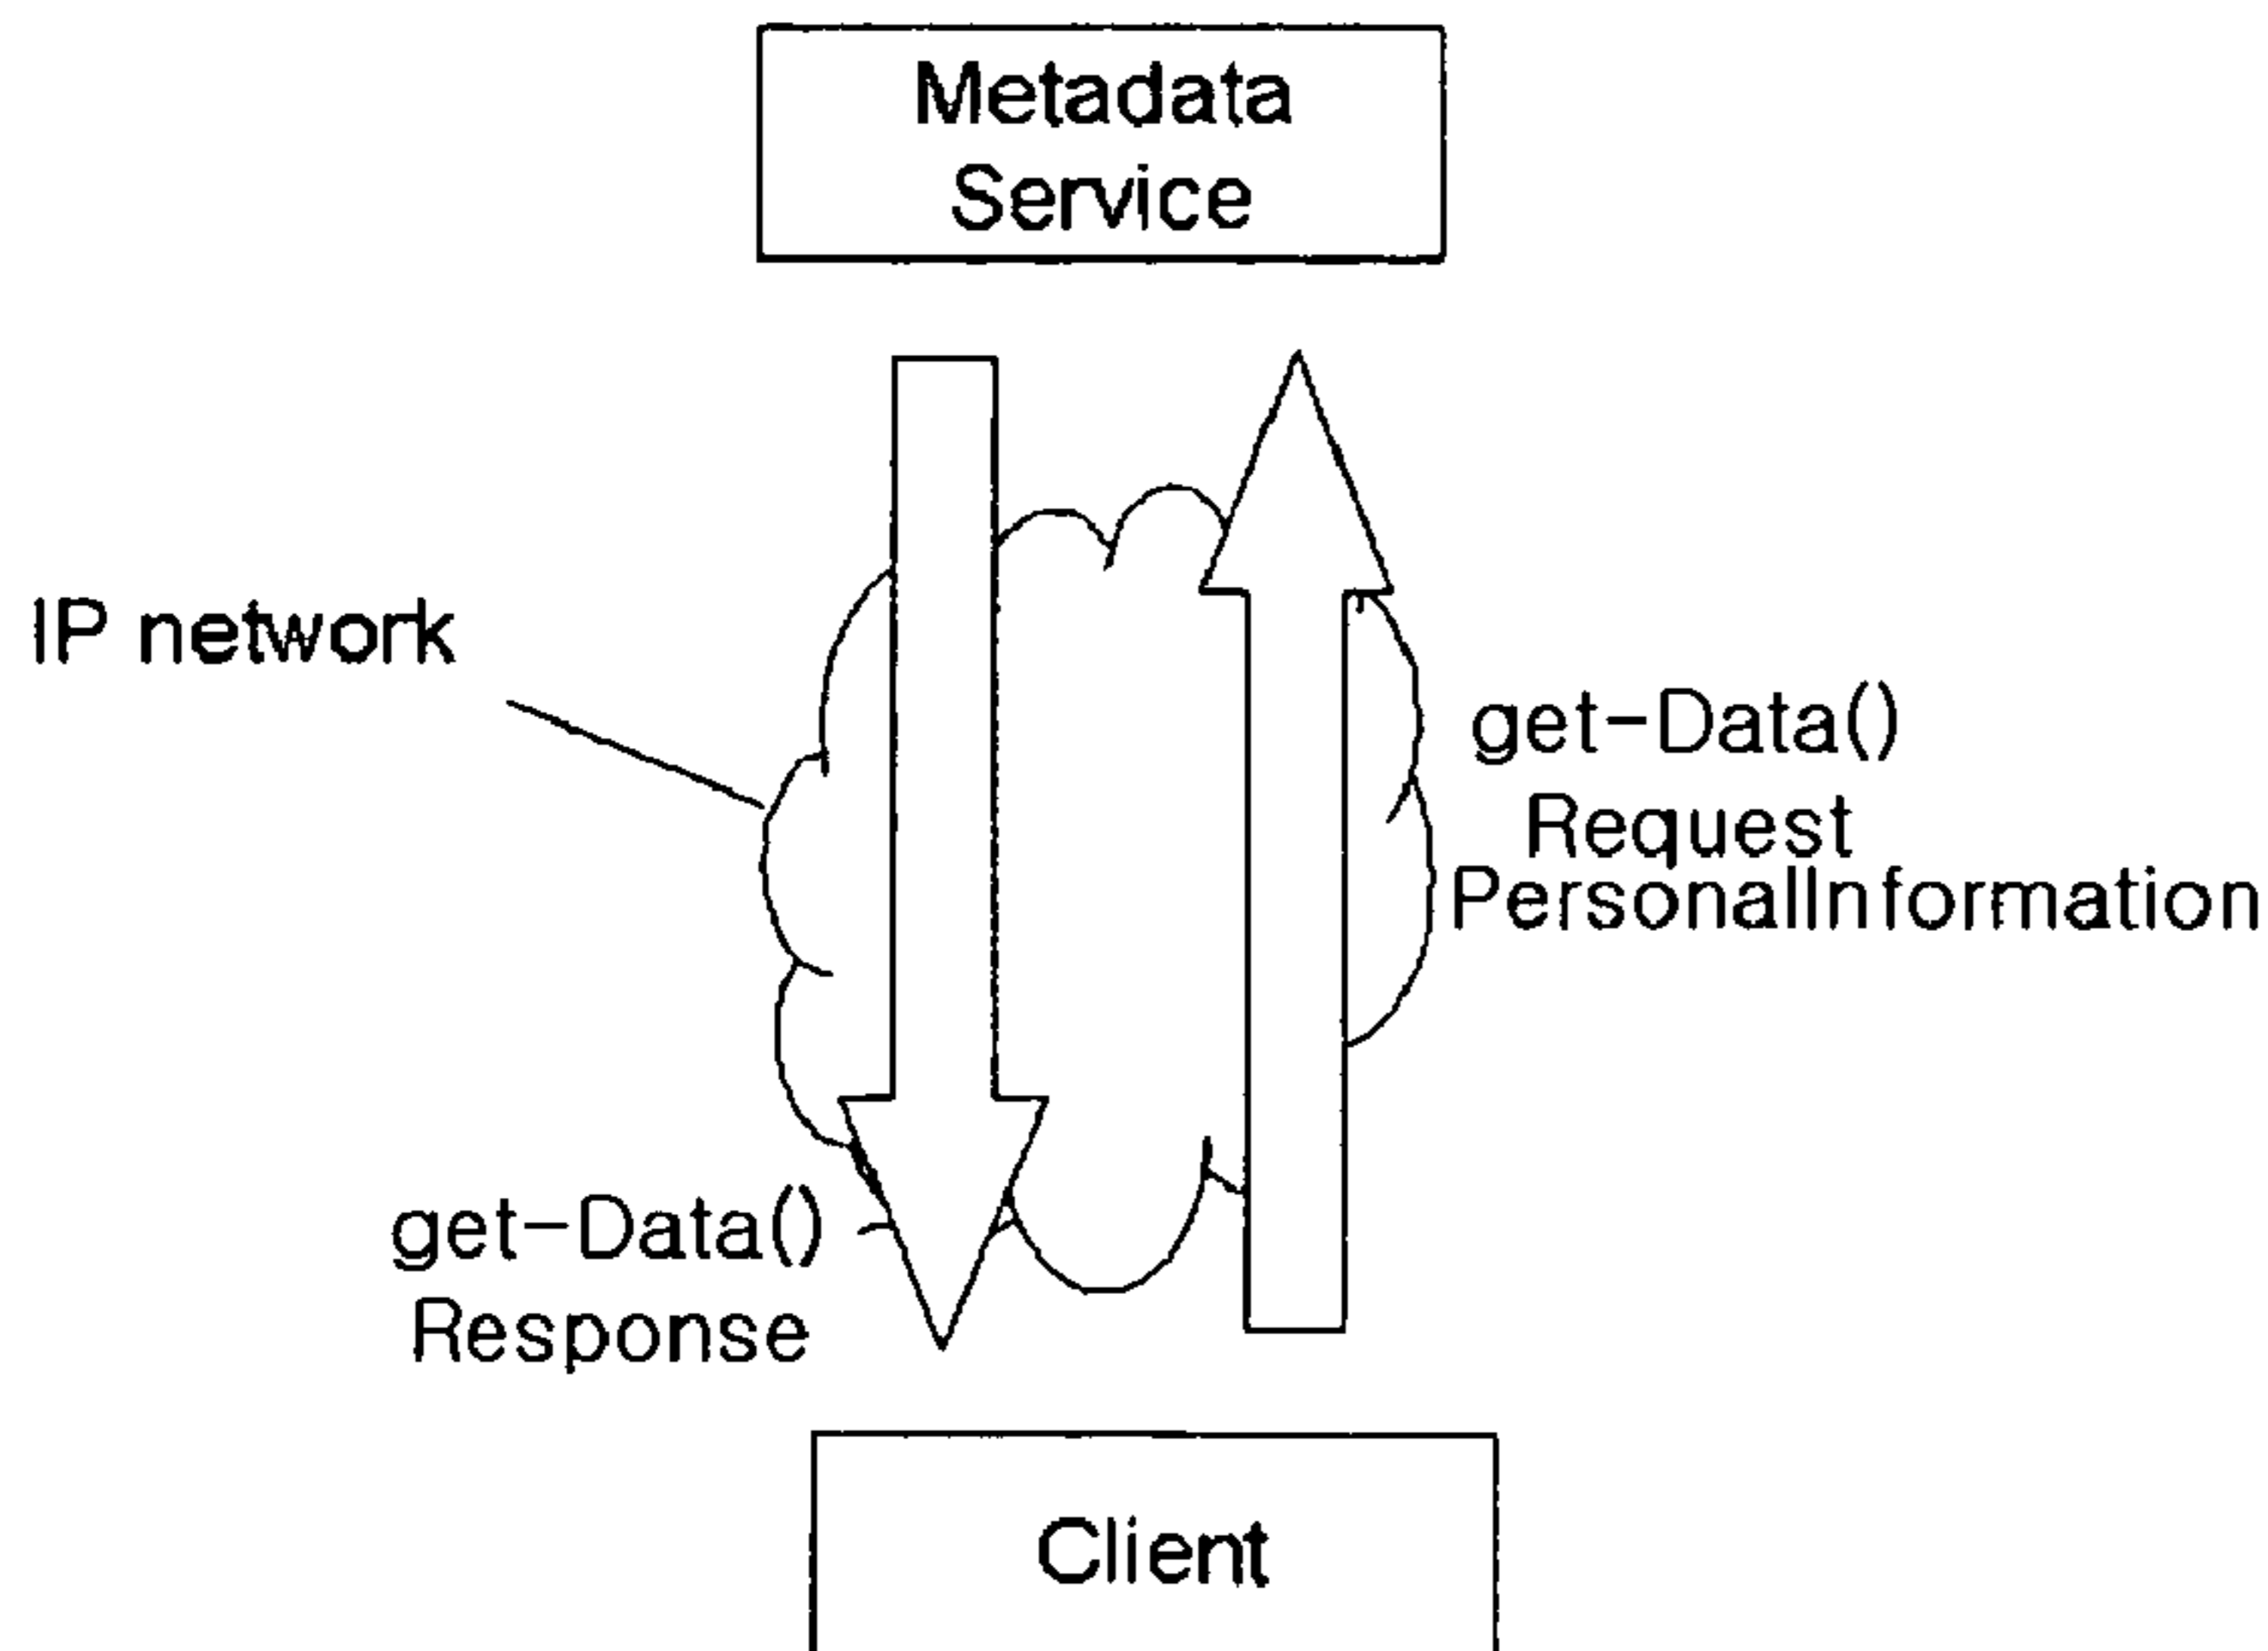 Metadata
Service
IP network
get-Data()
Request
PersonalInformation
get-Data()
Response
Client